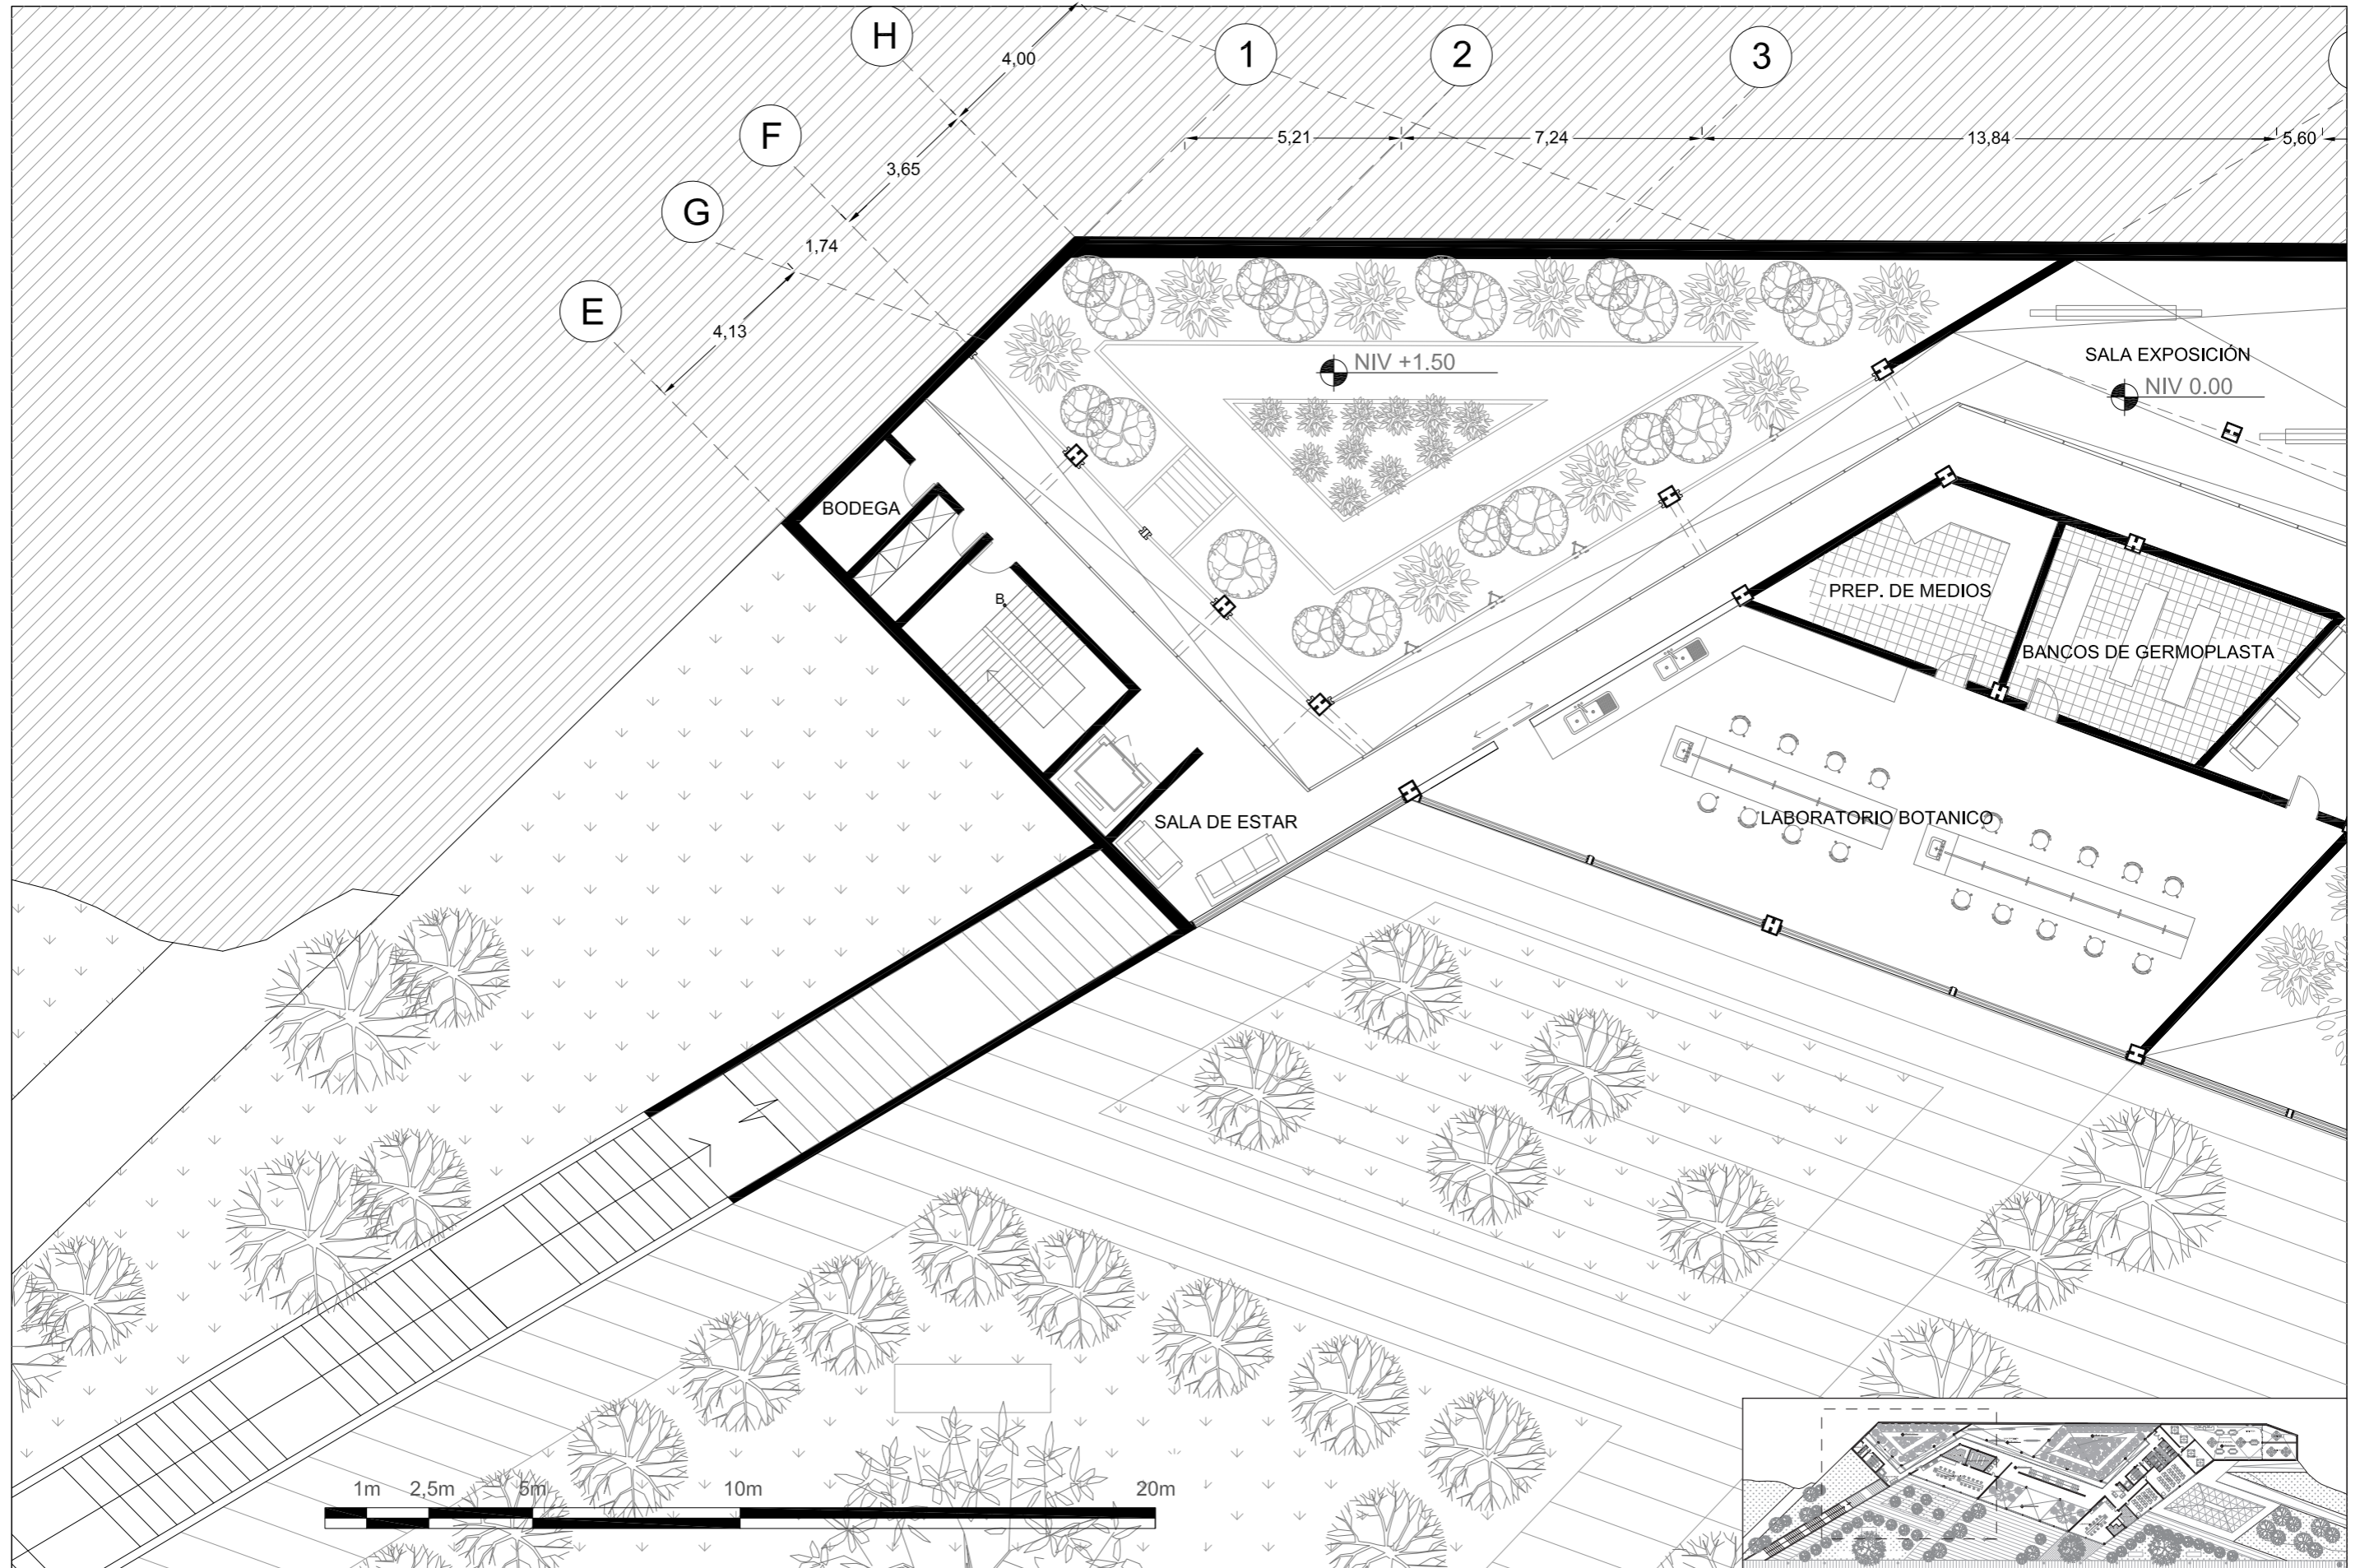 H
4,00
1
2
3
F
3,65
5,21
7,24
13,84
5,60
G
1,74
E
4,13
NIV +1.50
SALA EXPOSICIÓN
NIV 0.00
BODEGA
B
PREP. DE MEDIOS
BANCOS DE GERMOPLASTA
SALA DE ESTAR
LABORATORIO BOTANICO
1m 2,5m 5m 10m 20m